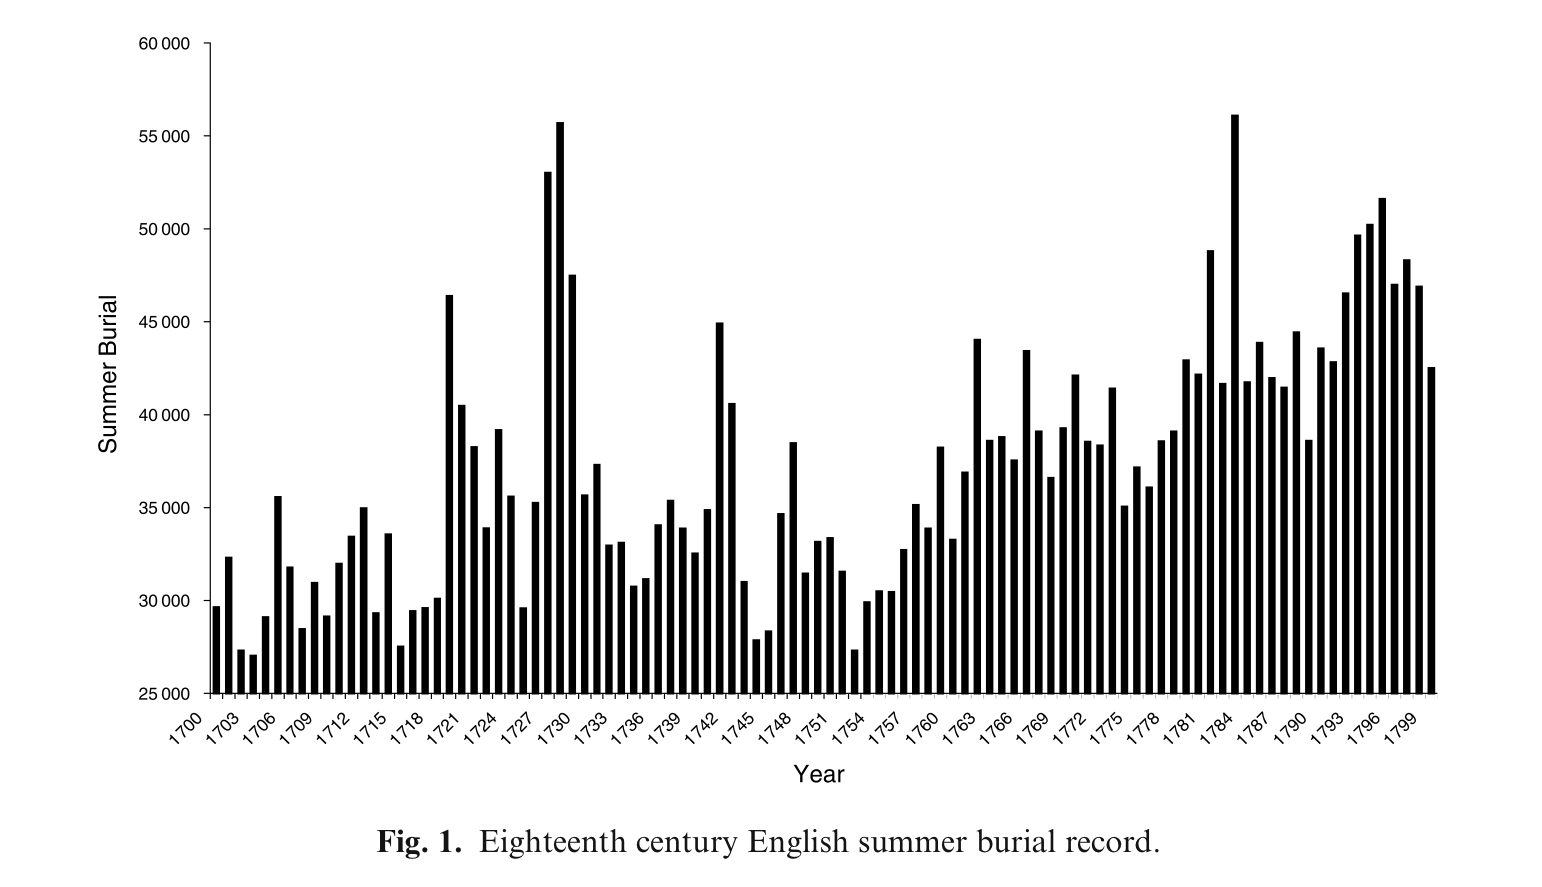 60 000
55 000
50 000
45 000
40 000
35 000
30 000
25 000
Summer Burial
1700 1703 1706 1709 1712 1715 1718 1721 1724 1727 1730 1733 1736 1739 1742 1745 1748 1751 1754 1757 1760 1763 1766 1769 1772 1775 1778 1781 1784 1787 1790 1793 1796 1799
Year
Fig. 1. Eighteenth century English summer burial record.